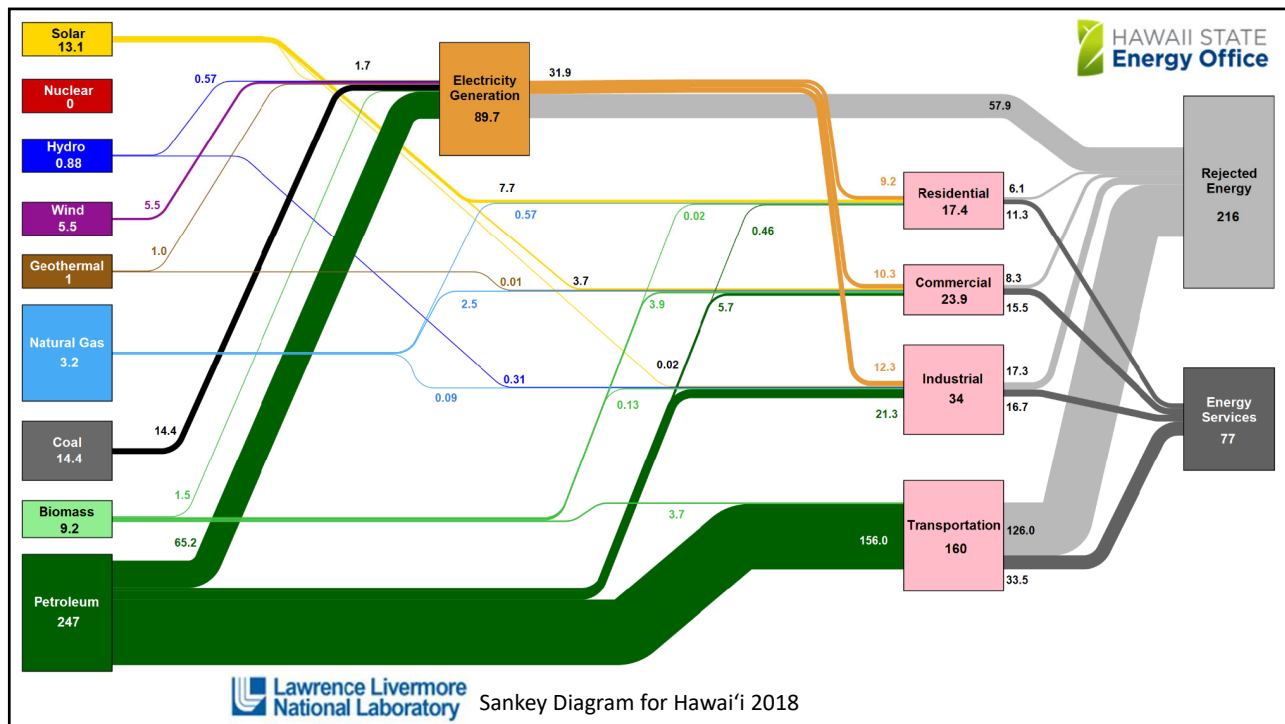 HAWAII STATE
Energy Office
Solar
13.1
Nuclear
0
Hydro
0.88
Wind
5.5
Geothermal
1
Natural Gas
3.2
Coal
14.4
Biomass
9.2
Petroleum
247
0.57
5.5
1.0
14.4
1.5
65.2
1.7
Electricity
Generation
89.7
31.9
57.9
7.7
0.57
0.02
0.46
0.01
3.7
2.5
3.9
5.7
0.02
0.31
0.09
0.13
3.7
9.2
10.3
12.3
21.3
156.0
Residential
17.4
6.1
11.3
Commercial
23.9
8.3
15.5
Industrial
34
17.3
16.7
Transportation
160
126.0
33.5
Rejected
Energy
216
Energy
Services
77
Lawrence Livermore
National Laboratory
Sankey Diagram for Hawaiʻi 2018